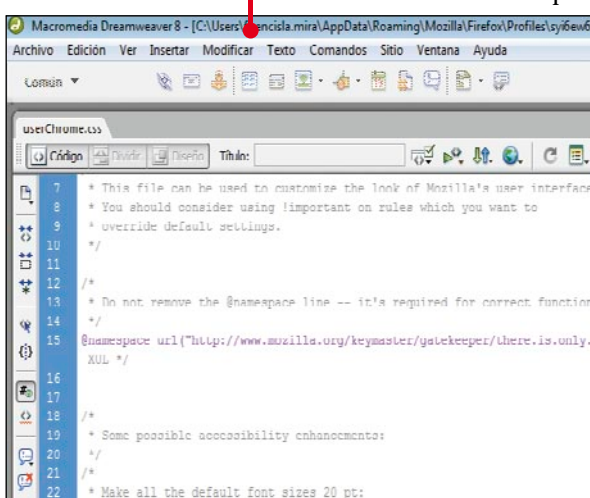 Macromedia Dreamweaver 8 - [C:\Users\ encisla.mira\AppData\Roaming\Mozilla\Firefox\Profiles\syi6ew6
Archivo Edición Ver Insertar Modificar Texto Comandos Sitio Ventana Ayuda
Común
userChrome.css
Código Dividir Diseño Título:
7 * This file can be used to customize the look of Mozilla's user interface
8 * You should consider using !important on rules which you want to
9 * override default settings.
10 */
11
12 /*
13 * Do not remove the @namespace line -- it's required for correct function
14 */
15 @namespace url("http://www.mozilla.org/keymaster/gatekeeper/there.is.only.
XUL */
16
17
18 /*
19 * Some possible accessibility enhancements:
20 */
21 /*
22 * Make all the default font sizes 20 pt: